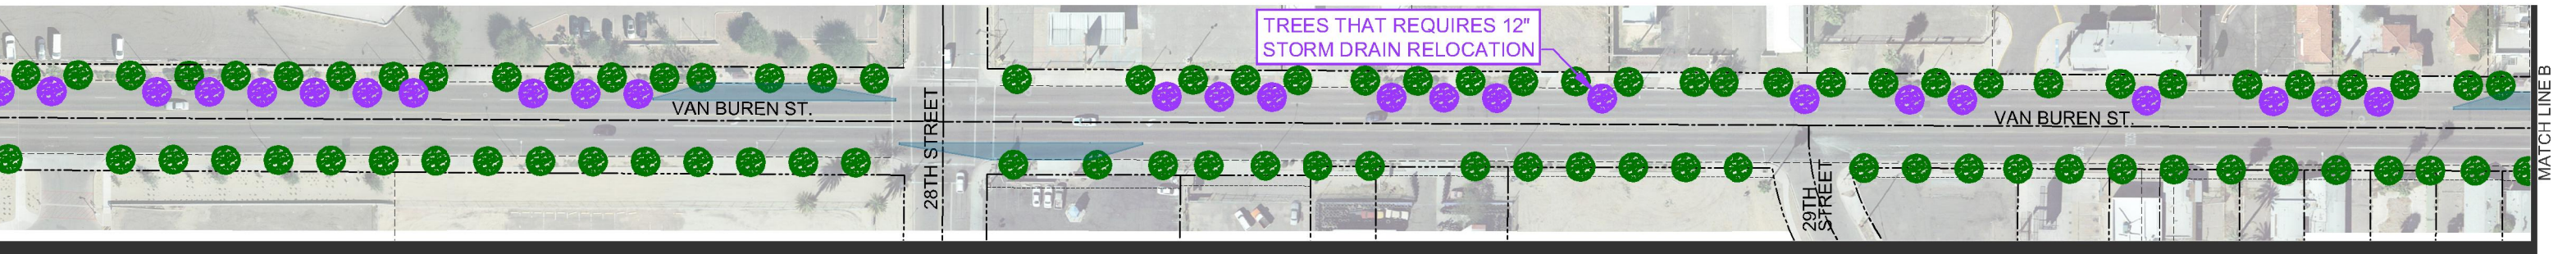 TREES THAT REQUIRES 12"
STORM DRAIN RELOCATION
VAN BUREN ST.
28TH STREET
VAN BUREN ST.
29TH
STREET
MATCH LINE B